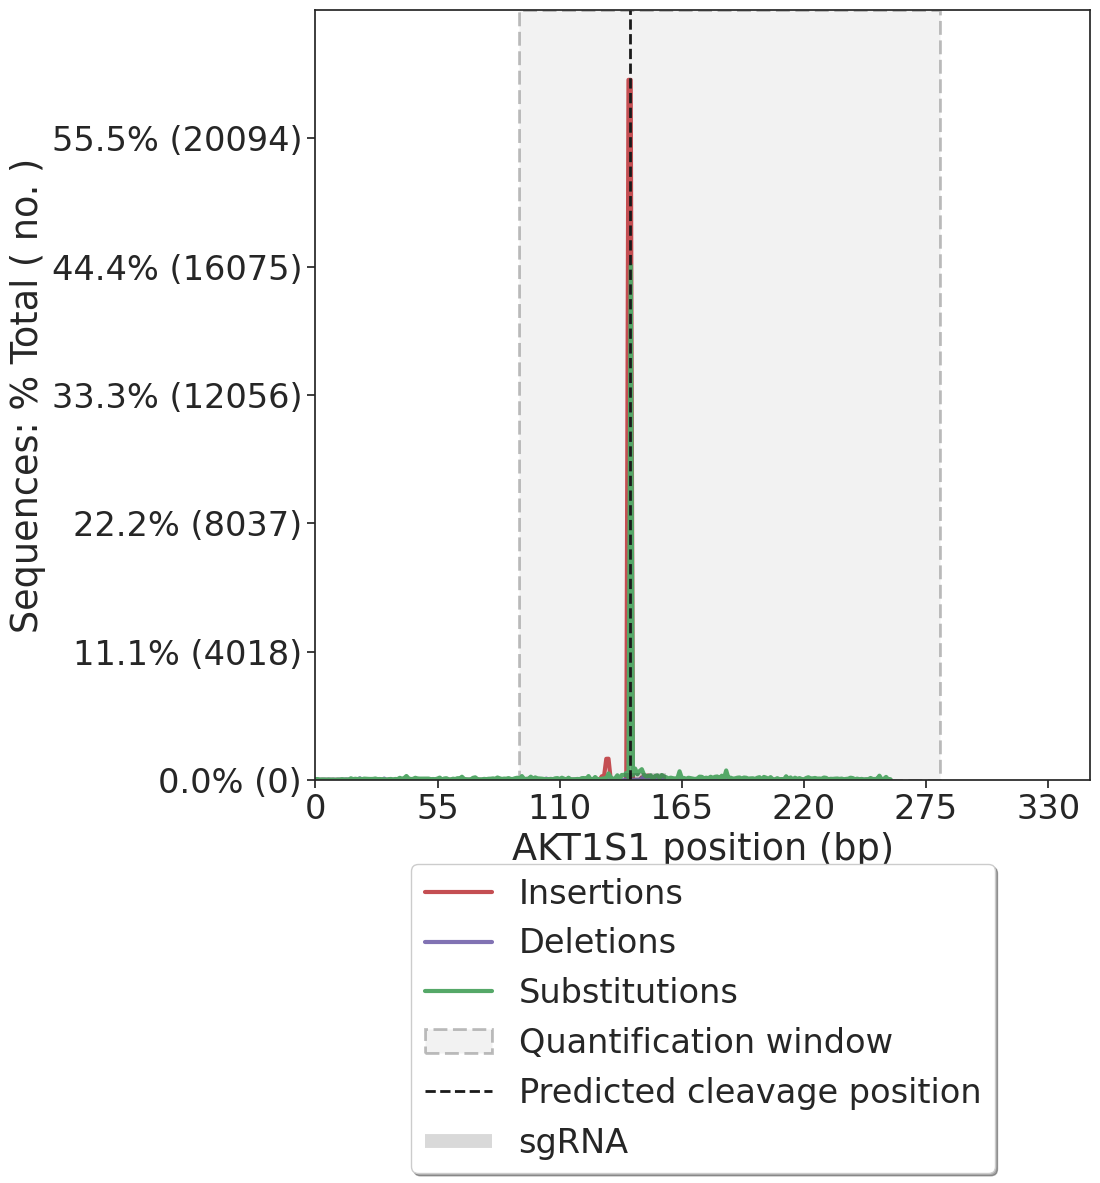 Sequences: % Total ( no. )
55.5% (20094)
44.4% (16075)
33.3% (12056)
22.2% (8037)
11.1% (4018)
0.0% (0)
0 55 110 165 220 275 330
AKT1S1 position (bp)
Insertions
Deletions
Substitutions
Quantification window
Predicted cleavage position
sgRNA